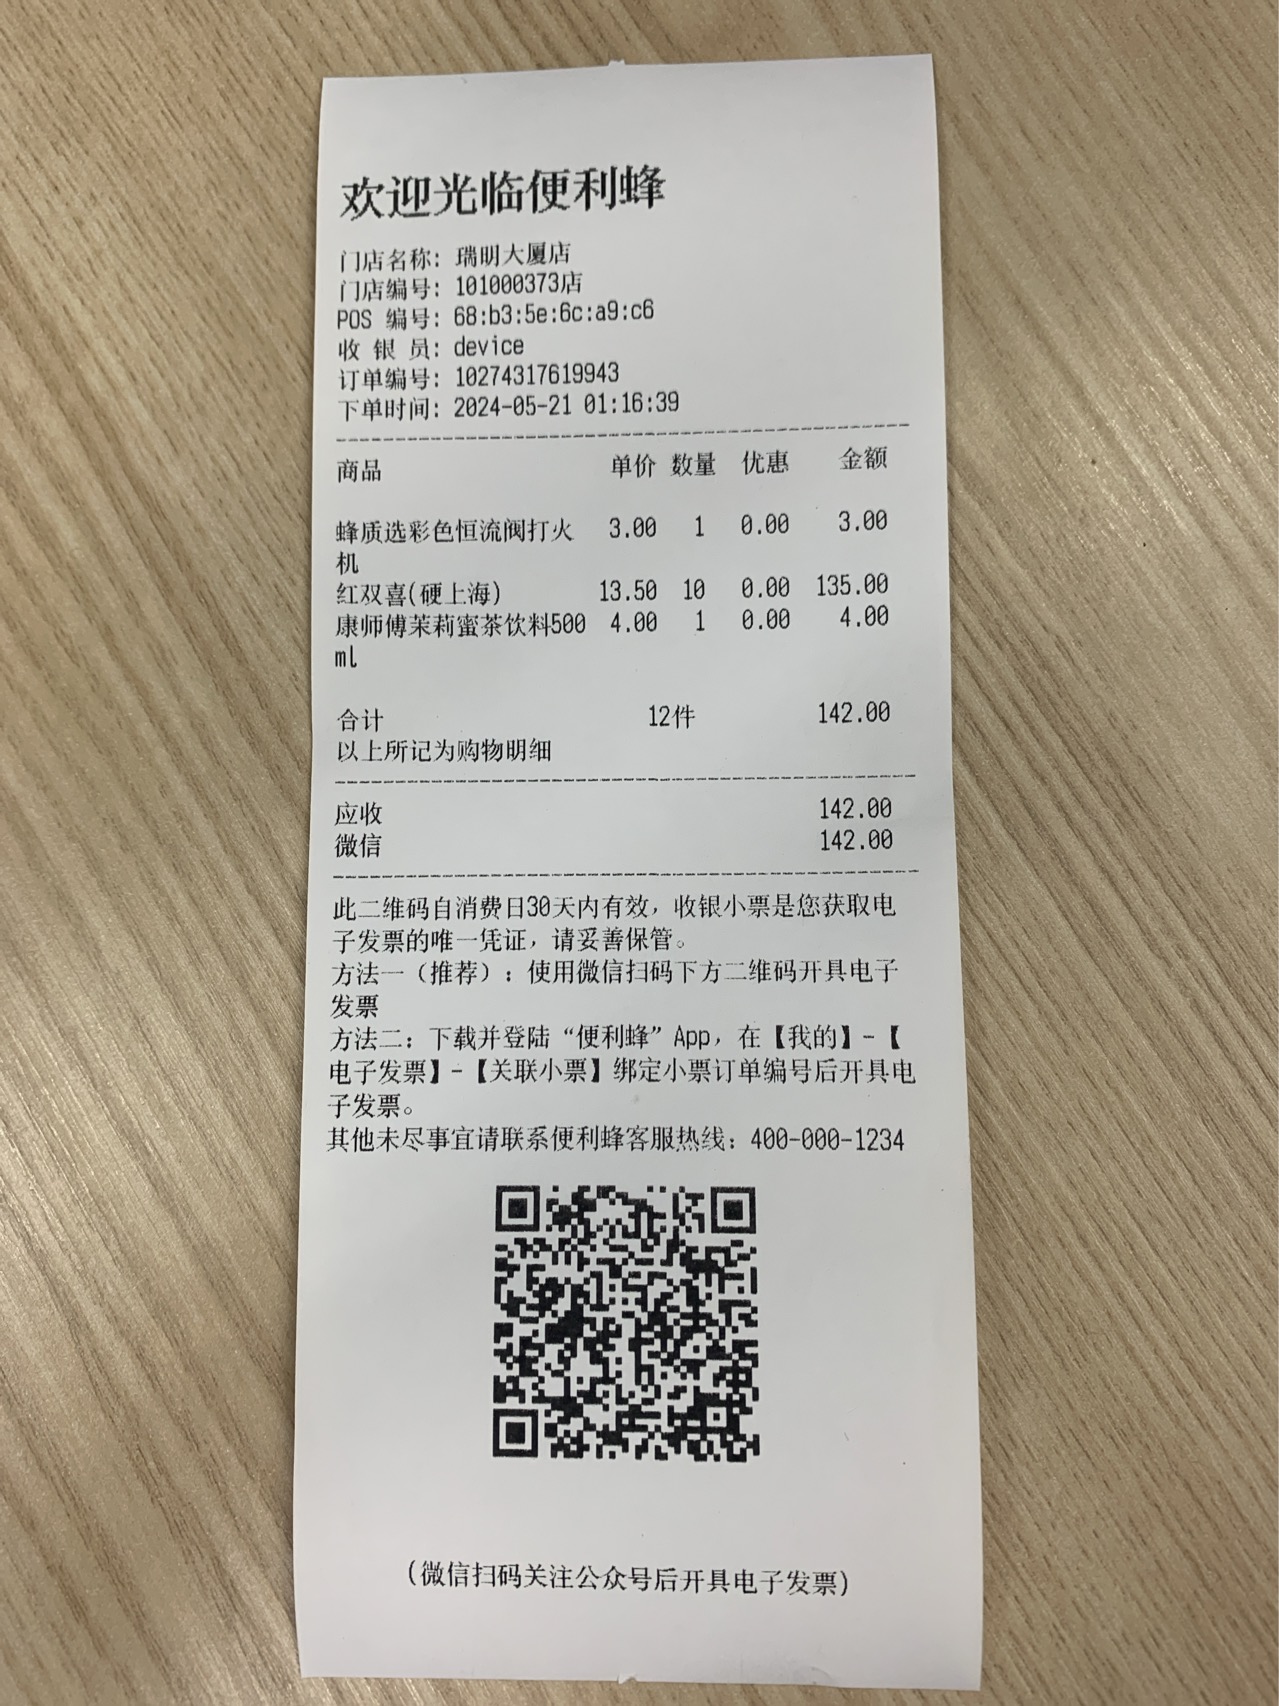 欢迎光临便利蜂
门店名称: 瑞明大厦店
门店编号: 101000373店
POS 编号: 68:b3:5e:6c:a9:c6
收 银 员: device
订单编号: 10274317619943
下单时间: 2024-05-21 01:16:39
商品 单价 数量 优惠 金额
蜂质选彩色恒流阀打火 3.00 1 0.00 3.00
机
红双喜(硬上海) 13.50 10 0.00 135.00
康师傅茉莉蜜茶饮料500 4.00 1 0.00 4.00
ml
合计 12件 142.00
以上所记为购物明细
应收 142.00
微信 142.00
此二维码自消费日30天内有效，收银小票是您获取电
子发票的唯一凭证，请妥善保管。
方法一（推荐）：使用微信扫码下方二维码开具电子
发票
方法二：下载并登陆“便利蜂”App，在【我的】-【
电子发票】-【关联小票】绑定小票订单编号后开具电
子发票。
其他未尽事宜请联系便利蜂客服热线：400-000-1234
(微信扫码关注公众号后开具电子发票)